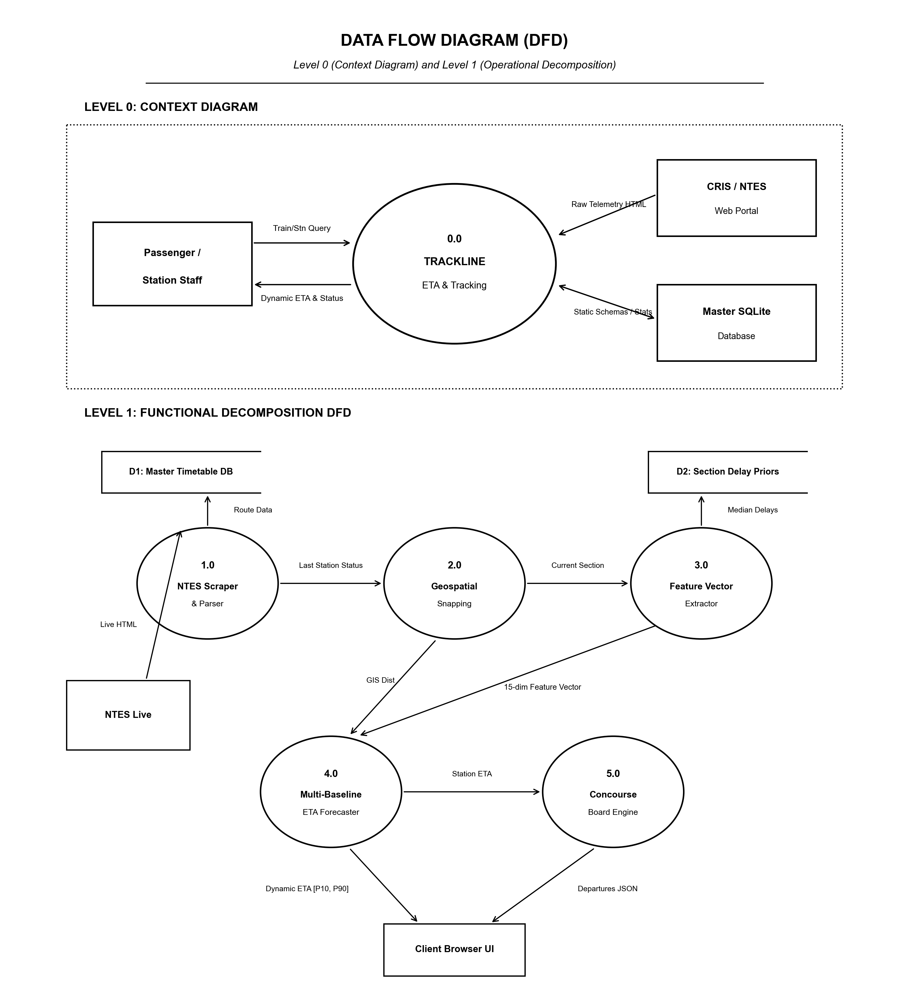 DATA FLOW DIAGRAM (DFD)
Level 0 (Context Diagram) and Level 1 (Operational Decomposition)
LEVEL 0: CONTEXT DIAGRAM
Passenger /
Station Staff
Train/Stn Query
Dynamic ETA & Status
0.0
TRACKLINE
ETA & Tracking
Raw Telemetry HTML
CRIS / NTES
Web Portal
Static Schemas / Stats
Master SQLite
Database
LEVEL 1: FUNCTIONAL DECOMPOSITION DFD
D1: Master Timetable DB
D2: Section Delay Priors
Route Data
Median Delays
1.0
NTES Scraper
& Parser
Last Station Status
2.0
Geospatial
Snapping
Current Section
3.0
Feature Vector
Extractor
Live HTML
GIS Dist
15-dim Feature Vector
NTES Live
4.0
Multi-Baseline
ETA Forecaster
Station ETA
5.0
Concourse
Board Engine
Dynamic ETA [P10, P90]
Departures JSON
Client Browser UI